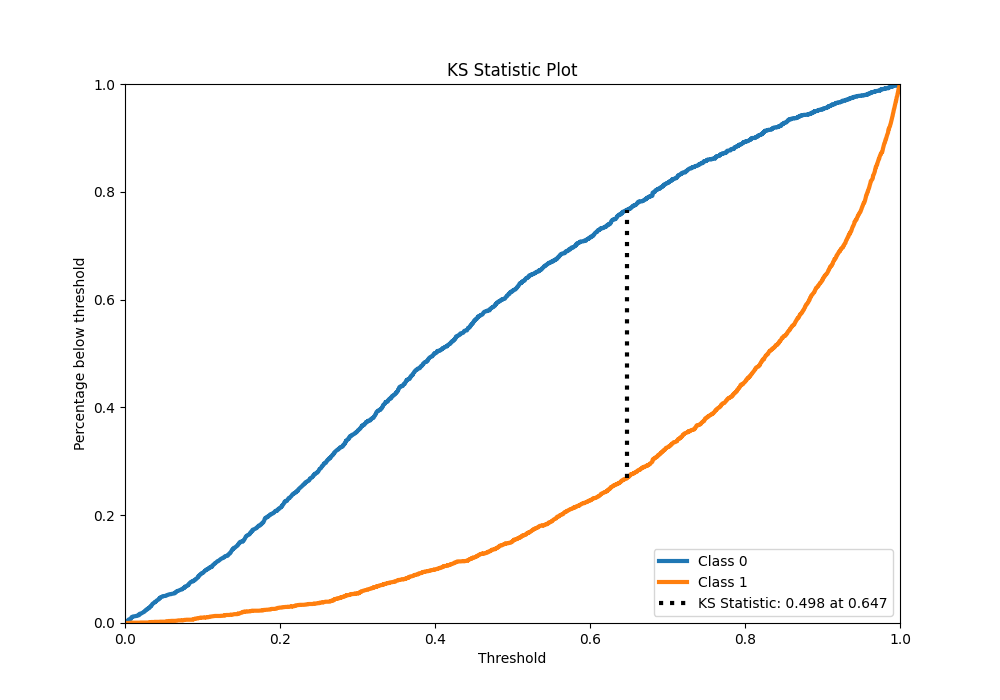 KS Statistic Plot
1.0
0.8
0.6
0.4
0.2
0.0
Percentage below threshold
0.0 0.2 0.4 0.6 0.8 1.0
Threshold
Class 0
Class 1
KS Statistic: 0.498 at 0.647